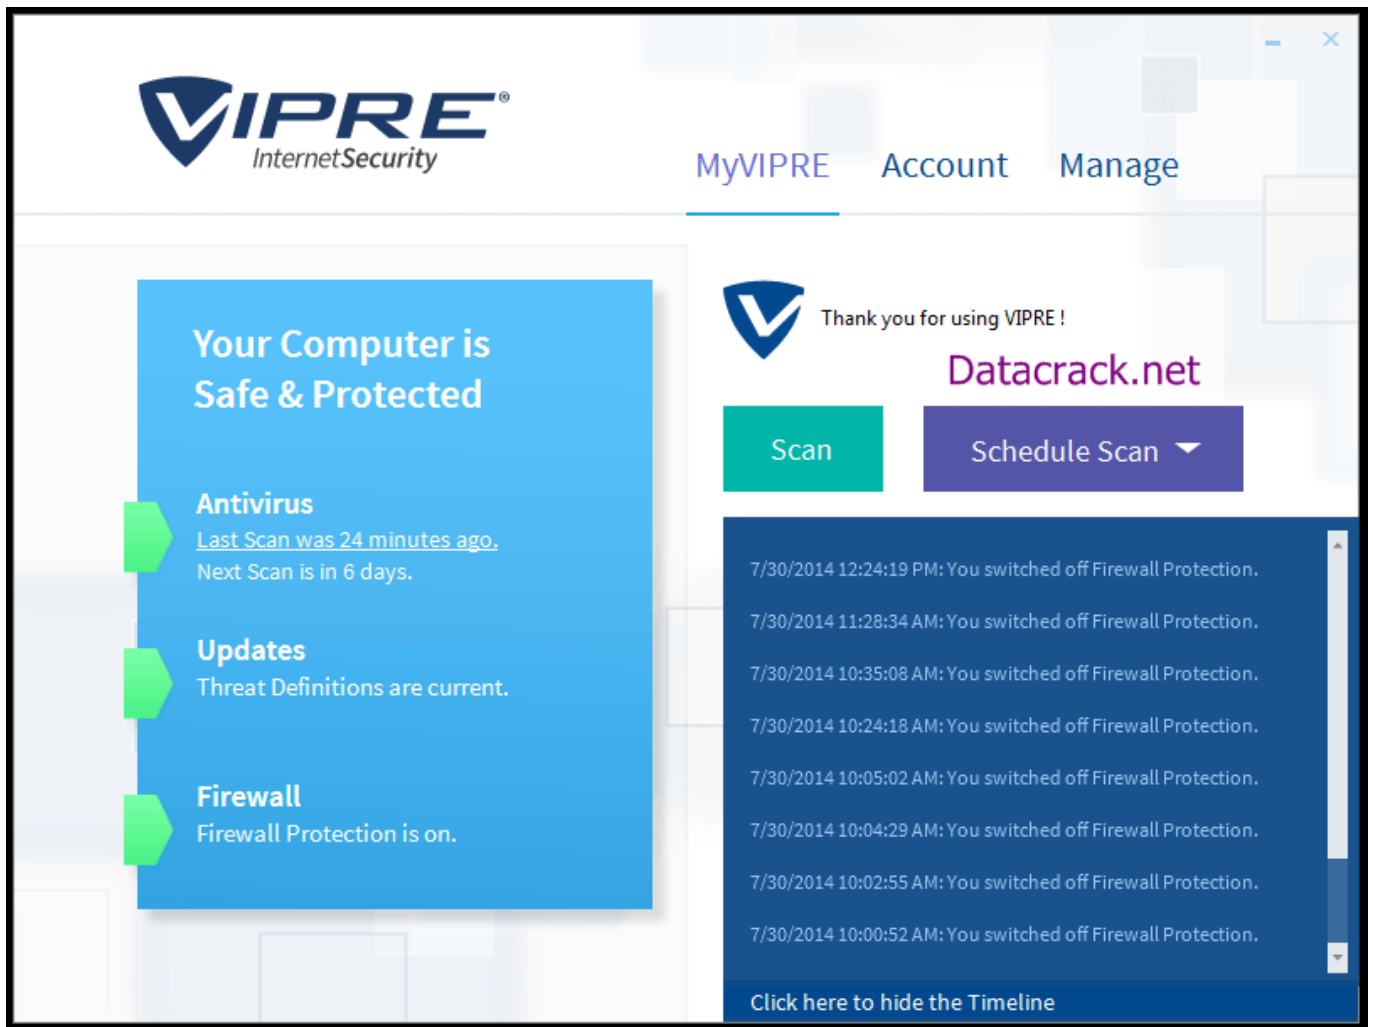 VIPRE®
InternetSecurity
MyVIPRE Account Manage
Your Computer is
Safe & Protected
Antivirus
Last Scan was 24 minutes ago.
Next Scan is in 6 days.
Updates
Threat Definitions are current.
Firewall
Firewall Protection is on.
Thank you for using VIPRE !
Datacrack.net
Scan
Schedule Scan
7/30/2014 12:24:19 PM: You switched off Firewall Protection.
7/30/2014 11:28:34 AM: You switched off Firewall Protection.
7/30/2014 10:35:08 AM: You switched off Firewall Protection.
7/30/2014 10:24:18 AM: You switched off Firewall Protection.
7/30/2014 10:05:02 AM: You switched off Firewall Protection.
7/30/2014 10:04:29 AM: You switched off Firewall Protection.
7/30/2014 10:02:55 AM: You switched off Firewall Protection.
7/30/2014 10:00:52 AM: You switched off Firewall Protection.
Click here to hide the Timeline